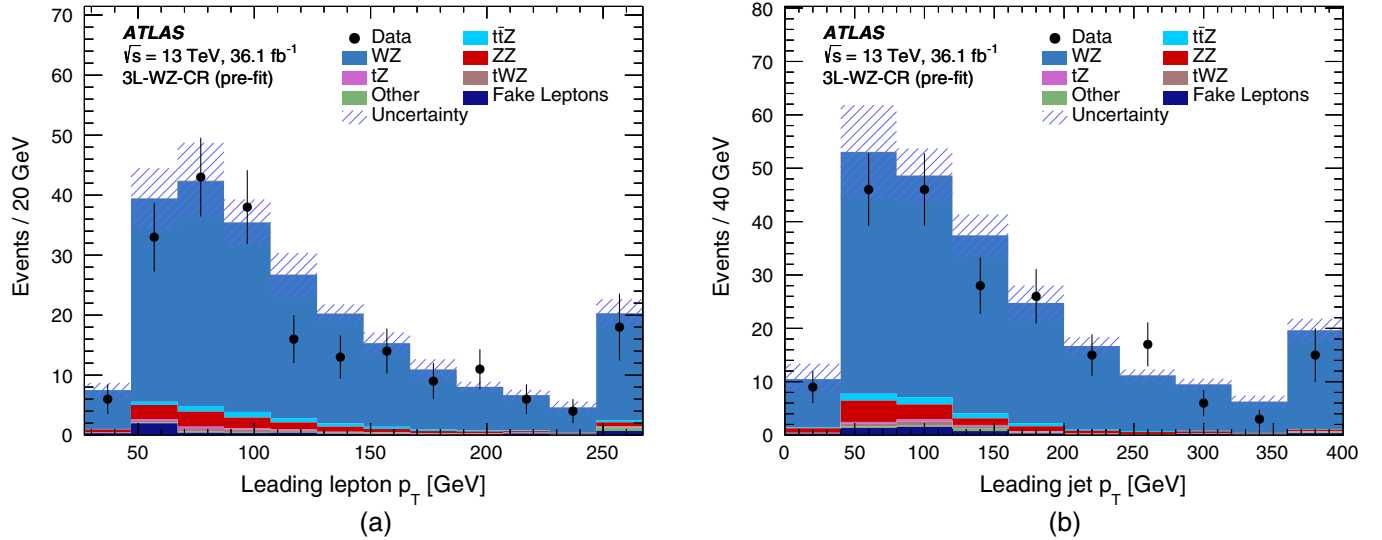 ATLAS
√s = 13 TeV, 36.1 fb⁻¹
3L-WZ-CR (pre-fit)
Data
WZ
tZ
Other
Uncertainty
tt̄Z
ZZ
tWZ
Fake Leptons
Events / 20 GeV
70
60
50
40
30
20
10
0
50 100 150 200 250
Leading lepton p_T [GeV]
(a)
ATLAS
√s = 13 TeV, 36.1 fb⁻¹
3L-WZ-CR (pre-fit)
Data
WZ
tZ
Other
Uncertainty
tt̄Z
ZZ
tWZ
Fake Leptons
Events / 40 GeV
80
70
60
50
40
30
20
10
0
0 50 100 150 200 250 300 350 400
Leading jet p_T [GeV]
(b)